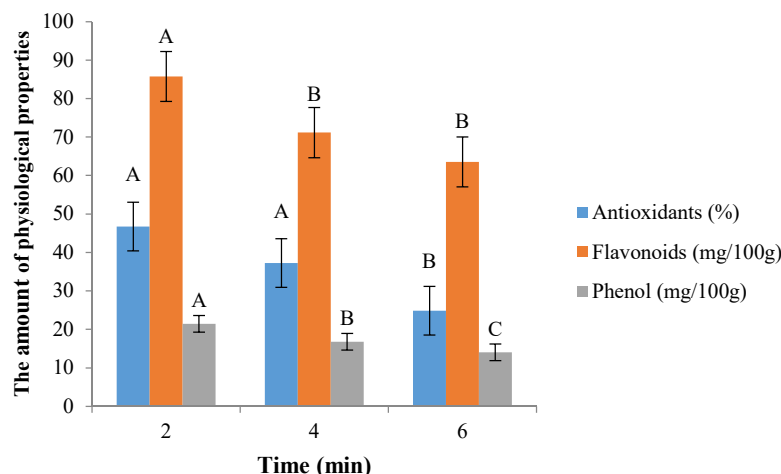 The amount of physiological properties
100
90
80
70
60
50
40
30
20
10
0
A
A
A
A
B
B
B
B
C
2
4
6
Time (min)
Antioxidants (%)
Flavonoids (mg/100g)
Phenol (mg/100g)